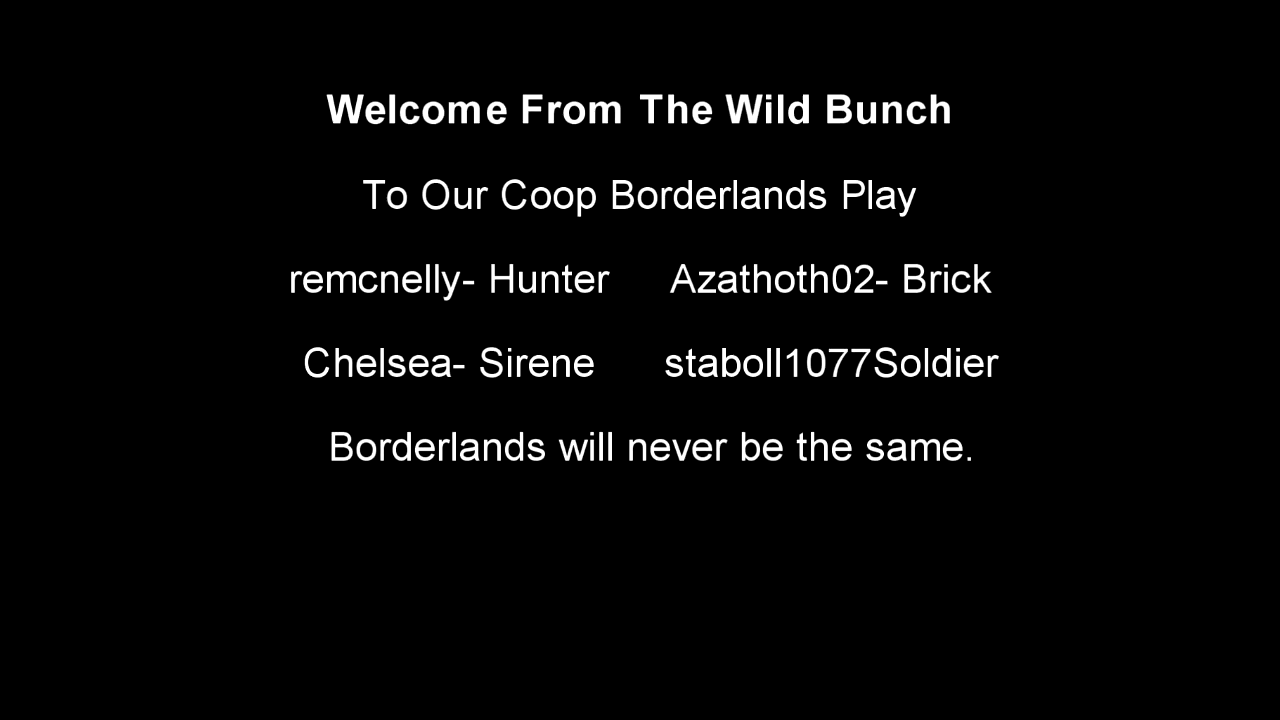 Welcome From The Wild Bunch
To Our Coop Borderlands Play
remcnelly- Hunter Azathoth02- Brick
Chelsea- Sirene staboll1077Soldier
Borderlands will never be the same.